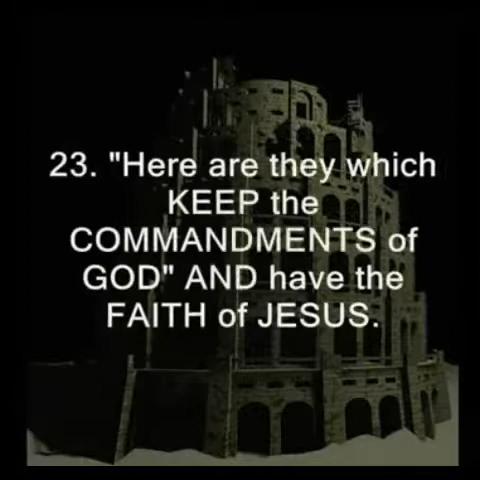 23. "Here are they which
KEEP the
COMMANDMENTS of
GOD" AND have the
FAITH of JESUS.